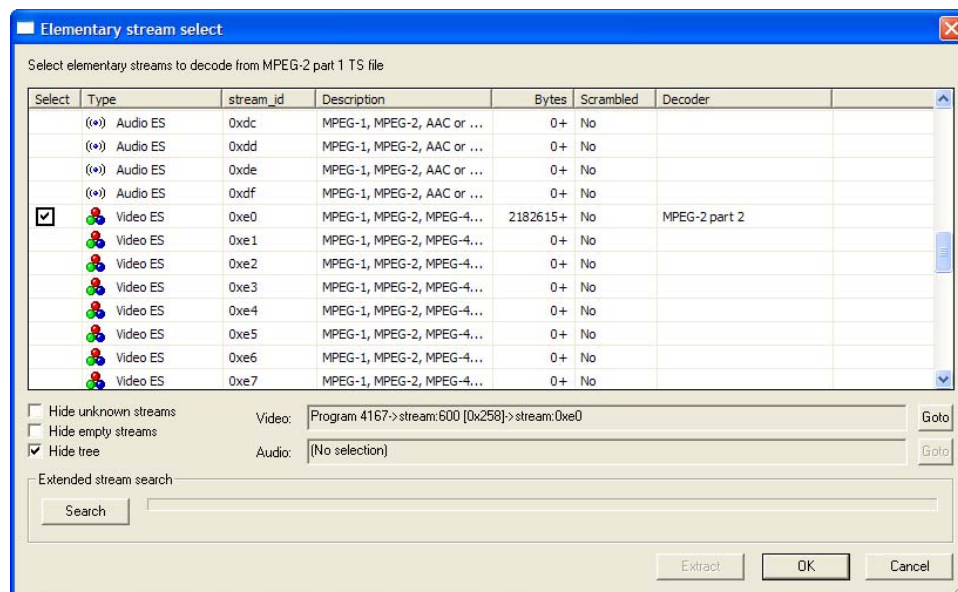 Elementary stream select
Select elementary streams to decode from MPEG-2 part 1 TS file
Select Type stream_id Description Bytes Scrambled Decoder
Audio ES 0xdc MPEG-1, MPEG-2, AAC or ... 0+ No
Audio ES 0xdd MPEG-1, MPEG-2, AAC or ... 0+ No
Audio ES 0xde MPEG-1, MPEG-2, AAC or ... 0+ No
Audio ES 0xdf MPEG-1, MPEG-2, AAC or ... 0+ No
Video ES 0xe0 MPEG-1, MPEG-2, MPEG-4... 2182615+ No MPEG-2 part 2
Video ES 0xe1 MPEG-1, MPEG-2, MPEG-4... 0+ No
Video ES 0xe2 MPEG-1, MPEG-2, MPEG-4... 0+ No
Video ES 0xe3 MPEG-1, MPEG-2, MPEG-4... 0+ No
Video ES 0xe4 MPEG-1, MPEG-2, MPEG-4... 0+ No
Video ES 0xe5 MPEG-1, MPEG-2, MPEG-4... 0+ No
Video ES 0xe6 MPEG-1, MPEG-2, MPEG-4... 0+ No
Video ES 0xe7 MPEG-1, MPEG-2, MPEG-4... 0+ No
Hide unknown streams
Hide empty streams
Hide tree
Video: Program 4167->stream:600 [0x258]->stream:0xe0 Goto
Audio: (No selection) Goto
Extended stream search
Search
Extract OK Cancel